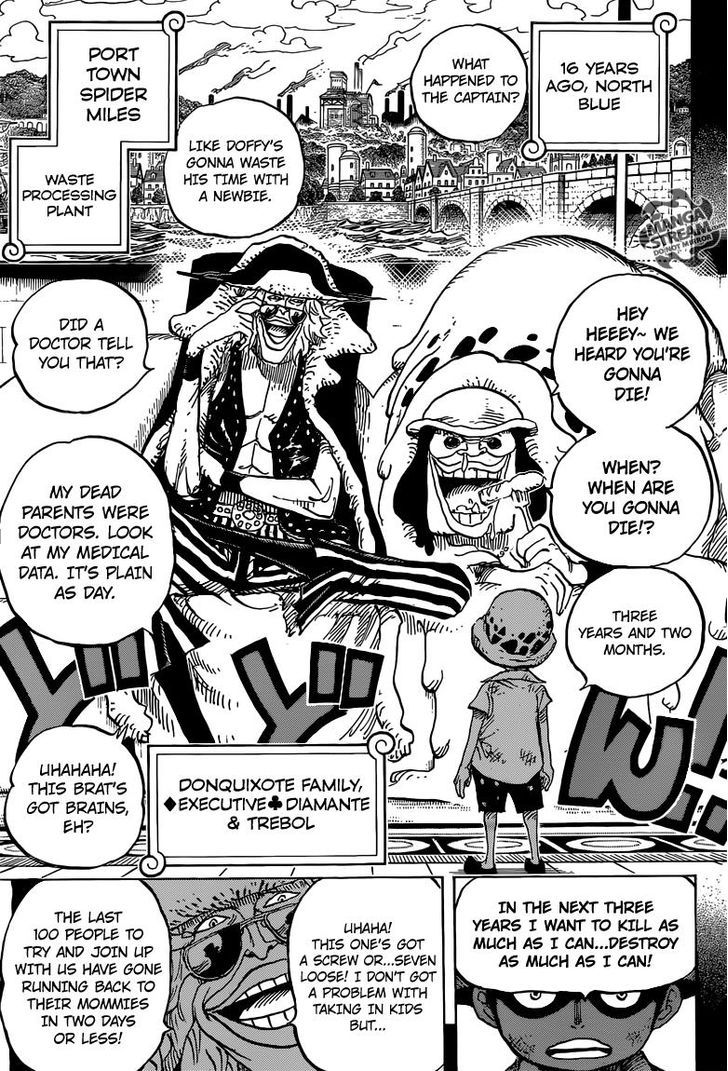 16 YEARS
AGO, NORTH
BLUE
WHAT
HAPPENED TO
THE CAPTAIN?
PORT
TOWN
SPIDER
MILES
WASTE
PROCESSING
PLANT
LIKE DOFFY'S
GONNA WASTE
HIS TIME WITH
A NEWBIE.
MANGA
STREAM
DO NOT MIRROR
HEY
HEEEY~ WE
HEARD YOU'RE
GONNA
DIE!
WHEN?
WHEN ARE
YOU GONNA
DIE!?
THREE
YEARS AND TWO
MONTHS.
DID A
DOCTOR TELL
YOU THAT?
MY DEAD
PARENTS WERE
DOCTORS. LOOK
AT MY MEDICAL
DATA. IT'S PLAIN
AS DAY.
UHAHAHA!
THIS BRAT'S
GOT BRAINS,
EH?
DONQUIXOTE FAMILY,
♦EXECUTIVE♣DIAMANTE
& TREBOL
IN THE NEXT THREE
YEARS I WANT TO KILL AS
MUCH AS I CAN...DESTROY
AS MUCH AS I CAN!
UHAHA!
THIS ONE'S GOT
A SCREW OR...SEVEN
LOOSE! I DON'T GOT
A PROBLEM WITH
TAKING IN KIDS
BUT...
THE LAST
100 PEOPLE TO
TRY AND JOIN UP
WITH US HAVE GONE
RUNNING BACK TO
THEIR MOMMIES
IN TWO DAYS
OR LESS!